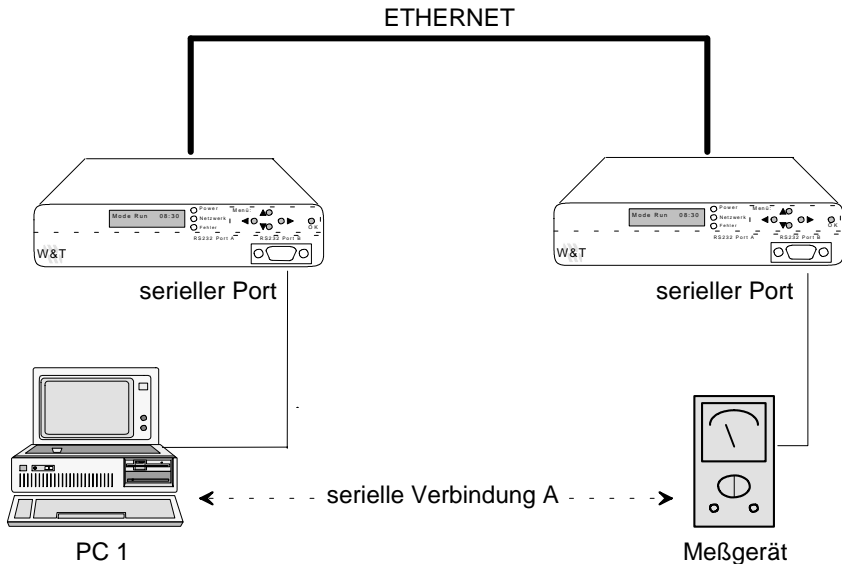 ETHERNET
Mode Run 08:30
Power
Netzwerk
Fehler
Menü
OK
RS232 Port A RS232 Port B
W&T
serieller Port
Mode Run 08:30
Power
Netzwerk
Fehler
Menü
OK
RS232 Port A RS232 Port B
W&T
serieller Port
serielle Verbindung A
PC 1
Meßgerät